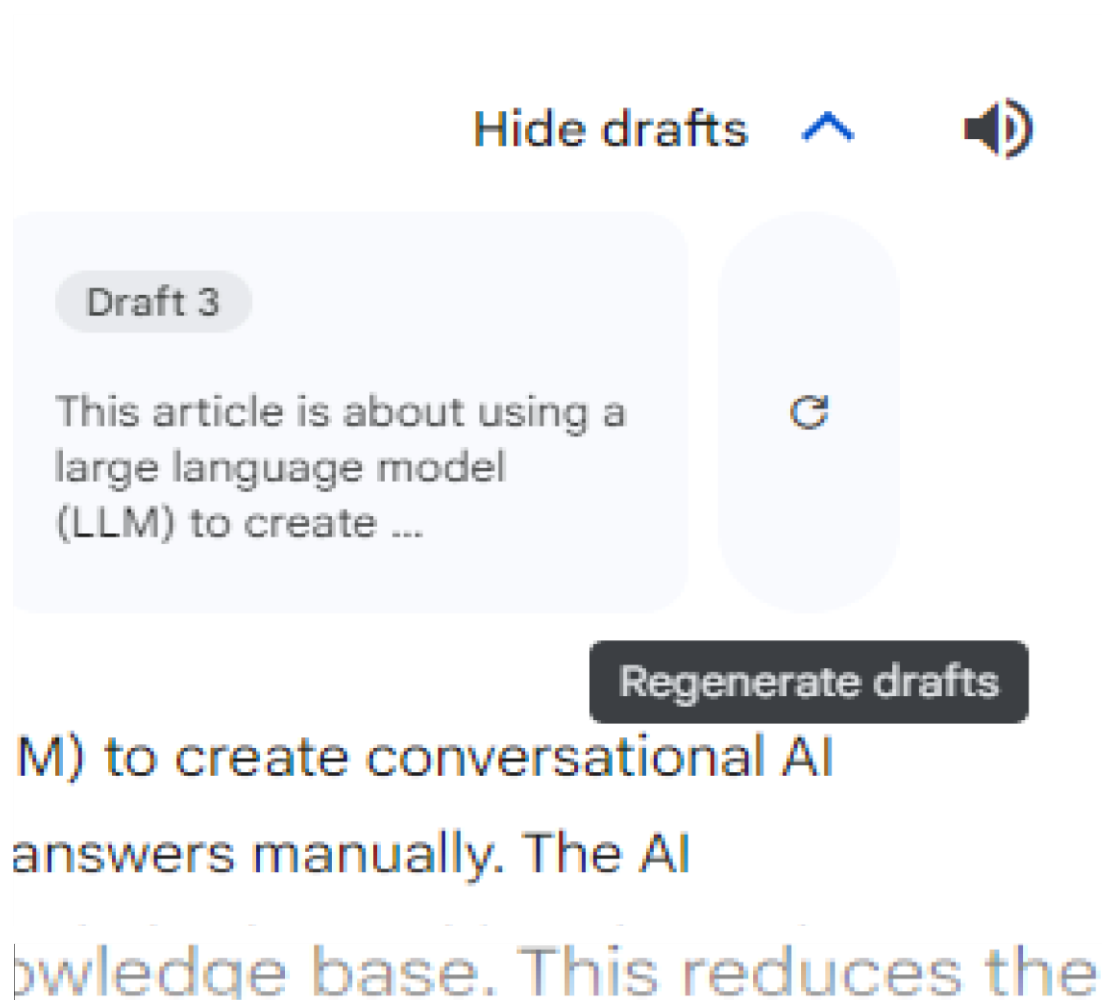 Hide drafts
Draft 3
This article is about using a
large language model
(LLM) to create ...
Regenerate drafts
M) to create conversational AI
answers manually. The AI
owledge base. This reduces the